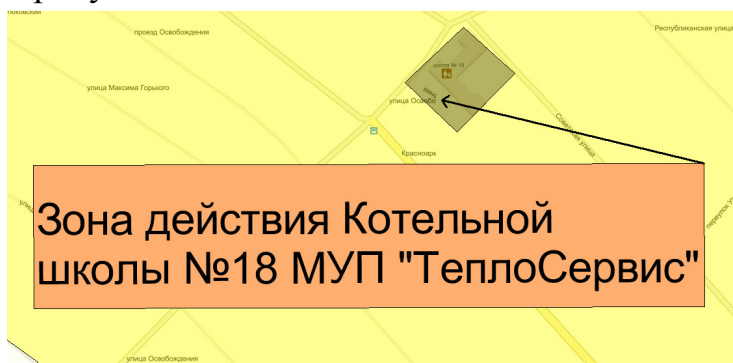 проезд Освобождения
Республиканская улица
школа № 18
улица Максима Горького
улица Освобо
Советская улица
Красноарм
переулок
Зона действия Котельной
школы №18 МУП "ТеплоСервис"
улица Освобождения